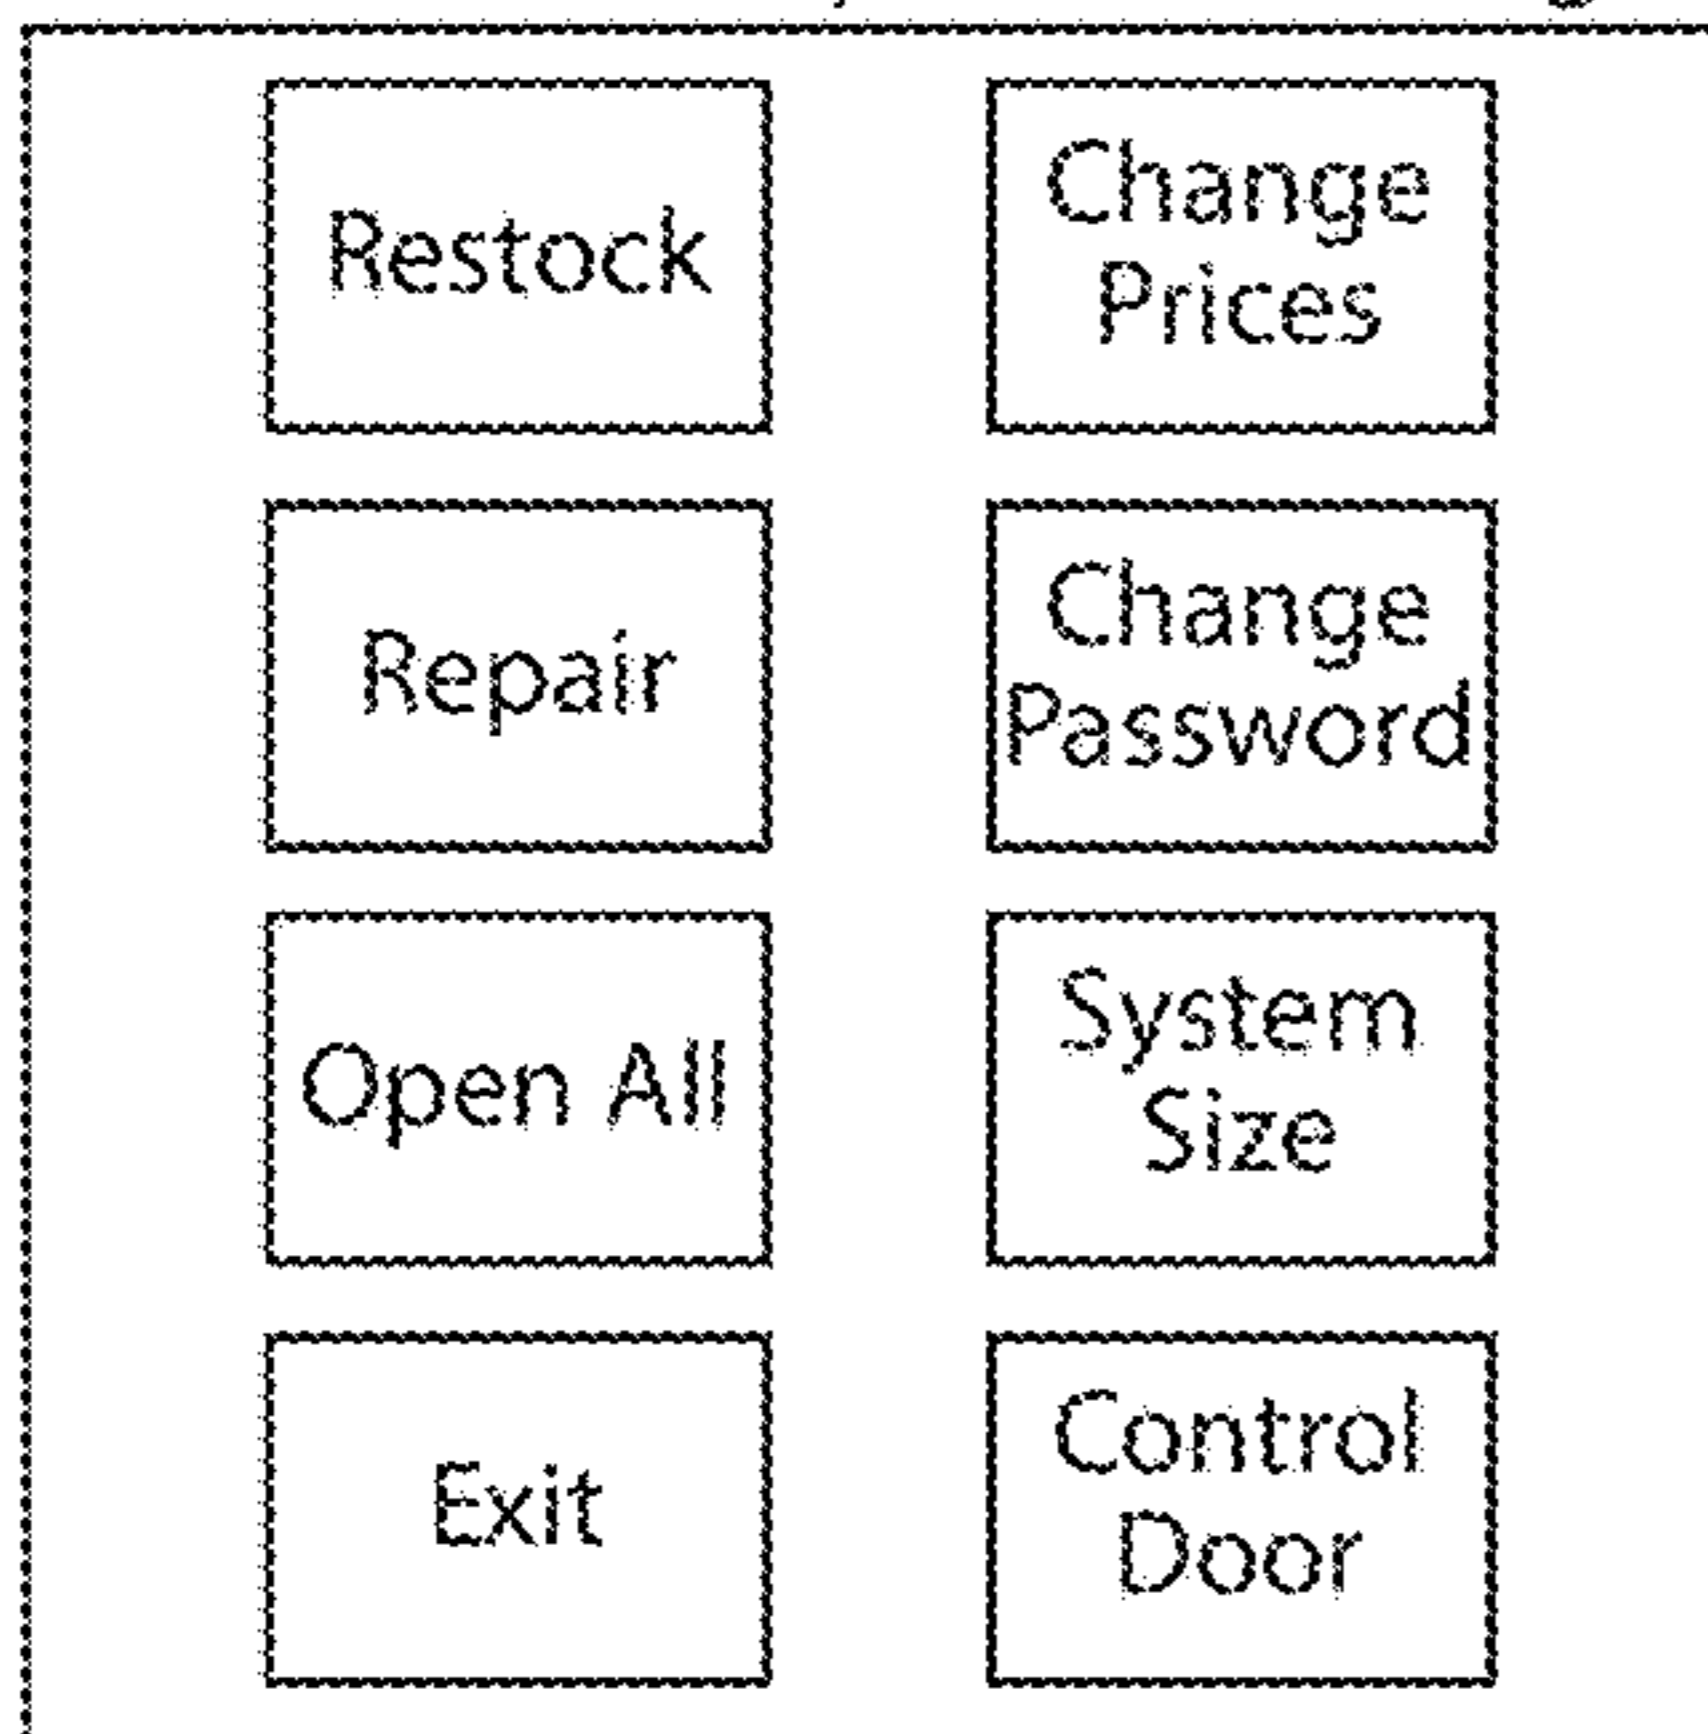 Restock
Change
Prices
Repair
Change
Password
Open All
System
Size
Exit
Control
Door